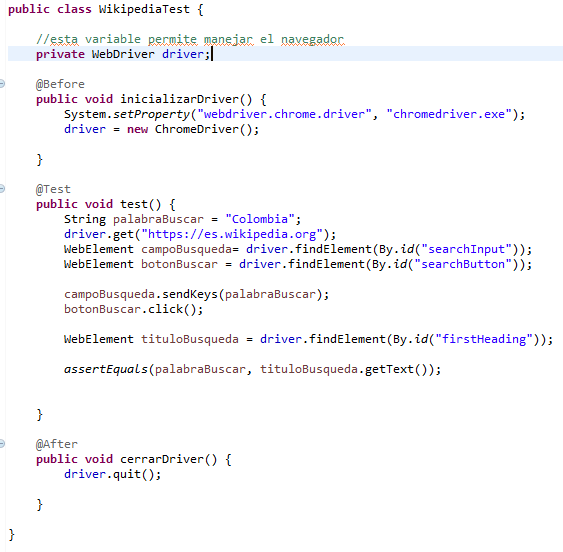 public class WikipediaTest {
//esta variable permite manejar el navegador
private WebDriver driver;
@Before
public void inicializarDriver() {
System.setProperty("webdriver.chrome.driver", "chromedriver.exe");
driver = new ChromeDriver();
}
@Test
public void test() {
String palabraBuscar = "Colombia";
driver.get("https://es.wikipedia.org");
WebElement campoBusqueda= driver.findElement(By.id("searchInput"));
WebElement botonBuscar = driver.findElement(By.id("searchButton"));
campoBusqueda.sendKeys(palabraBuscar);
botonBuscar.click();
WebElement tituloBusqueda = driver.findElement(By.id("firstHeading"));
assertEquals(palabraBuscar, tituloBusqueda.getText());
}
@After
public void cerrarDriver() {
driver.quit();
}
}